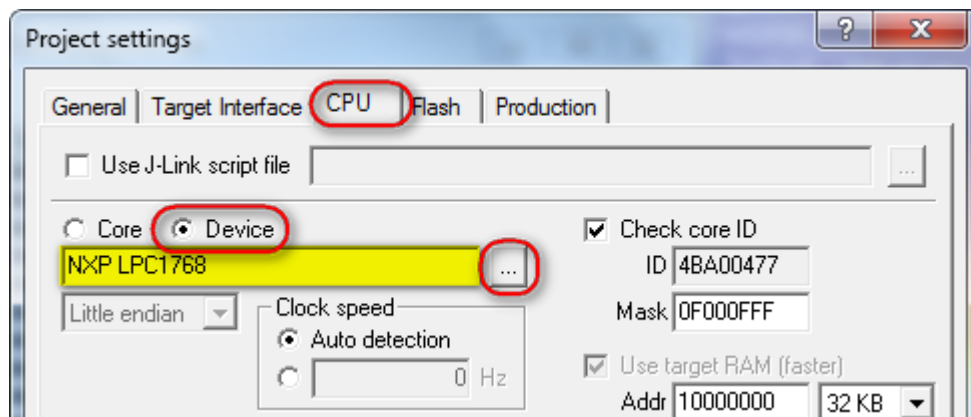 Project settings
General Target Interface CPU Flash Production
Use J-Link script file ...
Core Device
NXP LPC1768 ...
Little endian
Clock speed
Auto detection
0 Hz
Check core ID
ID 4BA00477
Mask 0F000FFF
Use target RAM (faster)
Addr 10000000 32 KB